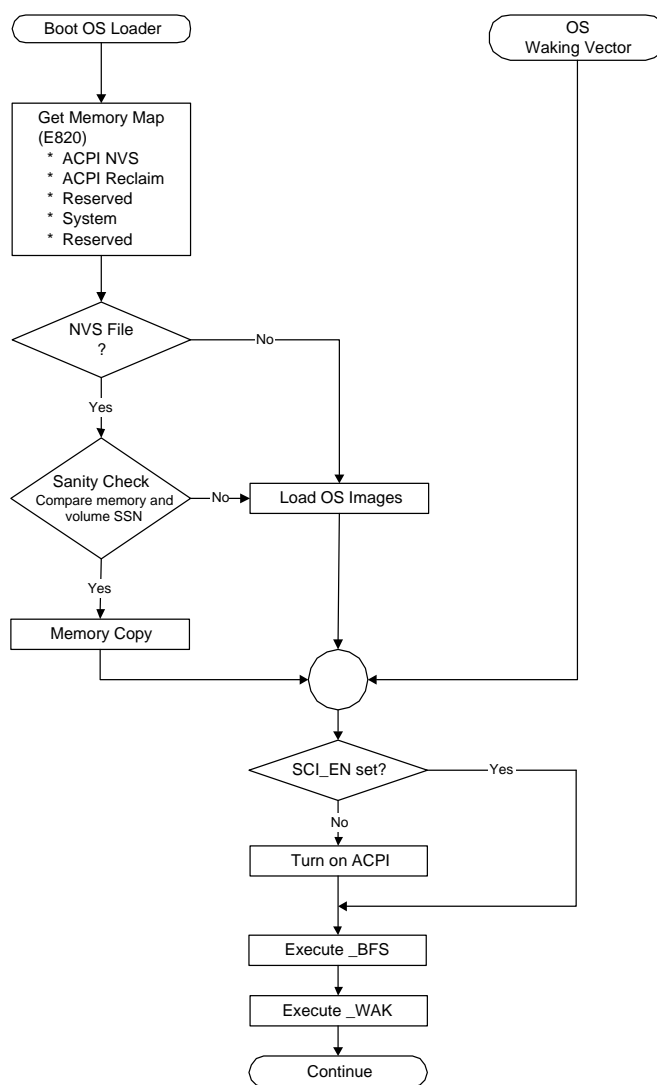 Boot OS Loader
OS
Waking Vector
Get Memory Map
(E820)
* ACPI NVS
* ACPI Reclaim
* Reserved
* System
* Reserved
NVS File
?
No
Yes
Sanity Check
Compare memory and
volume SSN
No
Load OS Images
Yes
Memory Copy
SCI_EN set?
Yes
No
Turn on ACPI
Execute _BFS
Execute _WAK
Continue